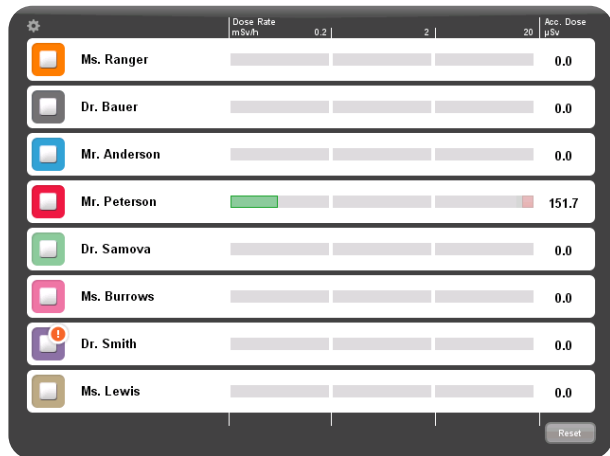 Dose Rate
mSv/h 0.2 2 20
Acc. Dose
µSv
Ms. Ranger 0.0
Dr. Bauer 0.0
Mr. Anderson 0.0
Mr. Peterson 151.7
Dr. Samova 0.0
Ms. Burrows 0.0
!
Dr. Smith 0.0
Ms. Lewis 0.0
Reset